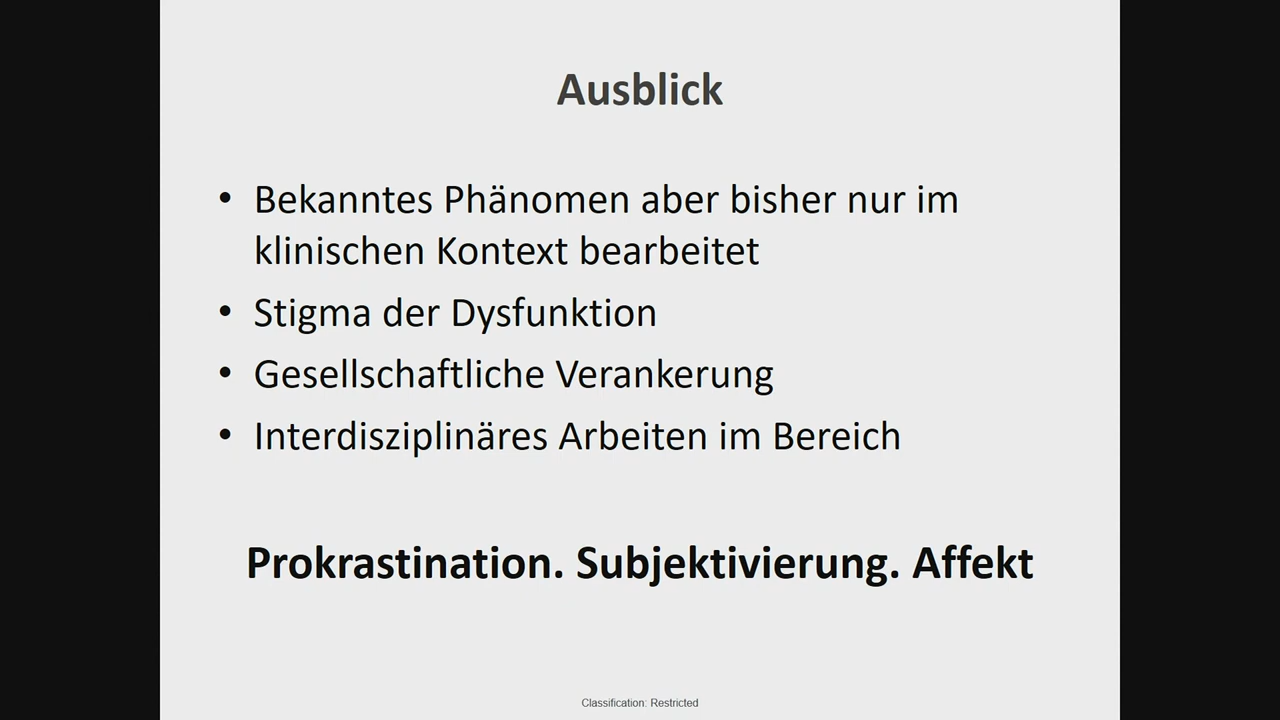 Ausblick
• Bekanntes Phänomen aber bisher nur im
klinischen Kontext bearbeitet
• Stigma der Dysfunktion
• Gesellschaftliche Verankerung
• Interdisziplinäres Arbeiten im Bereich
Prokrastination. Subjektivierung. Affekt
Classification: Restricted